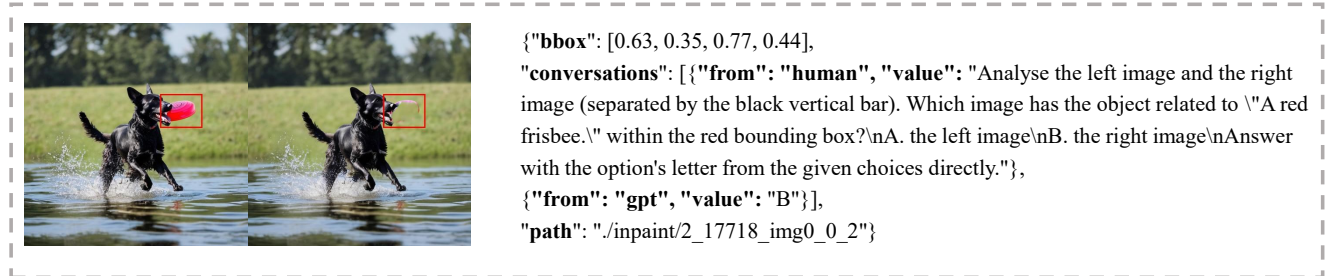 {"bbox": [0.63, 0.35, 0.77, 0.44],
"conversations": [{"from": "human", "value": "Analyse the left image and the right
image (separated by the black vertical bar). Which image has the object related to \"A red
frisbee.\" within the red bounding box?\nA. the left image\nB. the right image\nAnswer
with the option's letter from the given choices directly."},
{"from": "gpt", "value": "B"}],
"path": "./inpaint/2_17718_img0_0_2"}